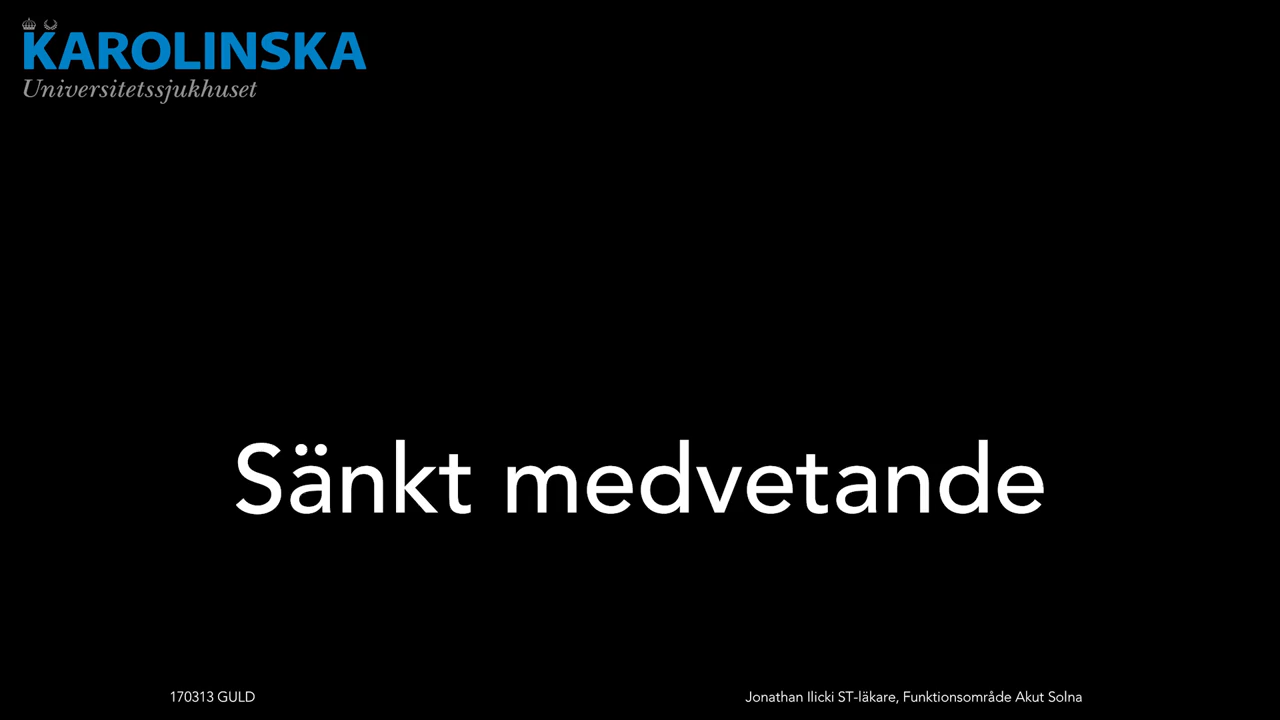 KAROLINSKA
Universitetssjukhuset
Sänkt medvetande
170313 GULD
Jonathan Ilicki ST-läkare, Funktionsområde Akut Solna